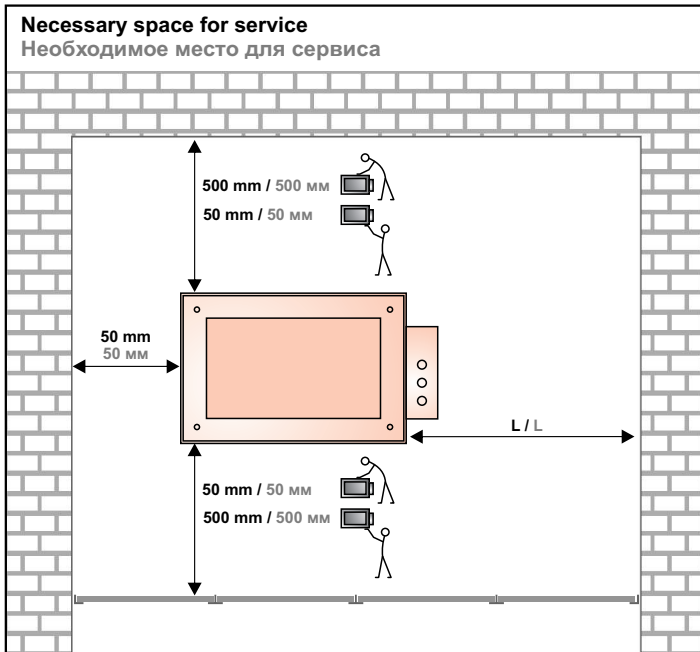 Necessary space for service
Необходимое место для сервиса
500 mm / 500 мм
50 mm / 50 мм
50 mm
50 мм
L / L
50 mm / 50 мм
500 mm / 500 мм